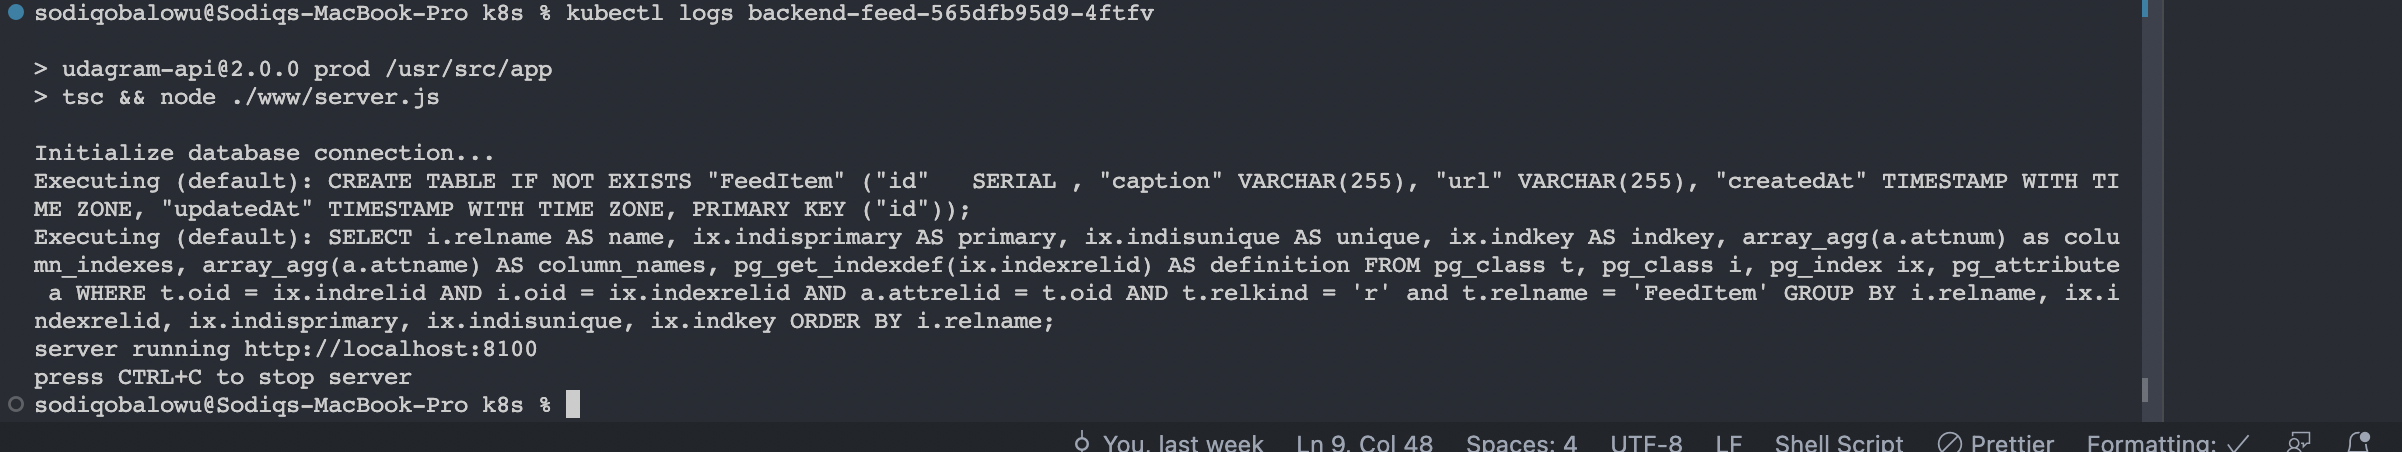 sodiqobalowu@Sodiqs-MacBook-Pro k8s % kubectl logs backend-feed-565dfb95d9-4ftfv
> udagram-api@2.0.0 prod /usr/src/app
> tsc && node ./www/server.js
Initialize database connection...
Executing (default): CREATE TABLE IF NOT EXISTS "FeedItem" ("id"   SERIAL , "caption" VARCHAR(255), "url" VARCHAR(255), "createdAt" TIMESTAMP WITH TI
ME ZONE, "updatedAt" TIMESTAMP WITH TIME ZONE, PRIMARY KEY ("id"));
Executing (default): SELECT i.relname AS name, ix.indisprimary AS primary, ix.indisunique AS unique, ix.indkey AS indkey, array_agg(a.attnum) as colu
mn_indexes, array_agg(a.attname) AS column_names, pg_get_indexdef(ix.indexrelid) AS definition FROM pg_class t, pg_class i, pg_index ix, pg_attribute
 a WHERE t.oid = ix.indrelid AND i.oid = ix.indexrelid AND a.attrelid = t.oid AND t.relkind = 'r' and t.relname = 'FeedItem' GROUP BY i.relname, ix.i
ndexrelid, ix.indisprimary, ix.indisunique, ix.indkey ORDER BY i.relname;
server running http://localhost:8100
press CTRL+C to stop server
sodiqobalowu@Sodiqs-MacBook-Pro k8s %
You, last week Ln 9, Col 48 Spaces: 4 UTF-8 LF Shell Script Prettier Formatting: ✓